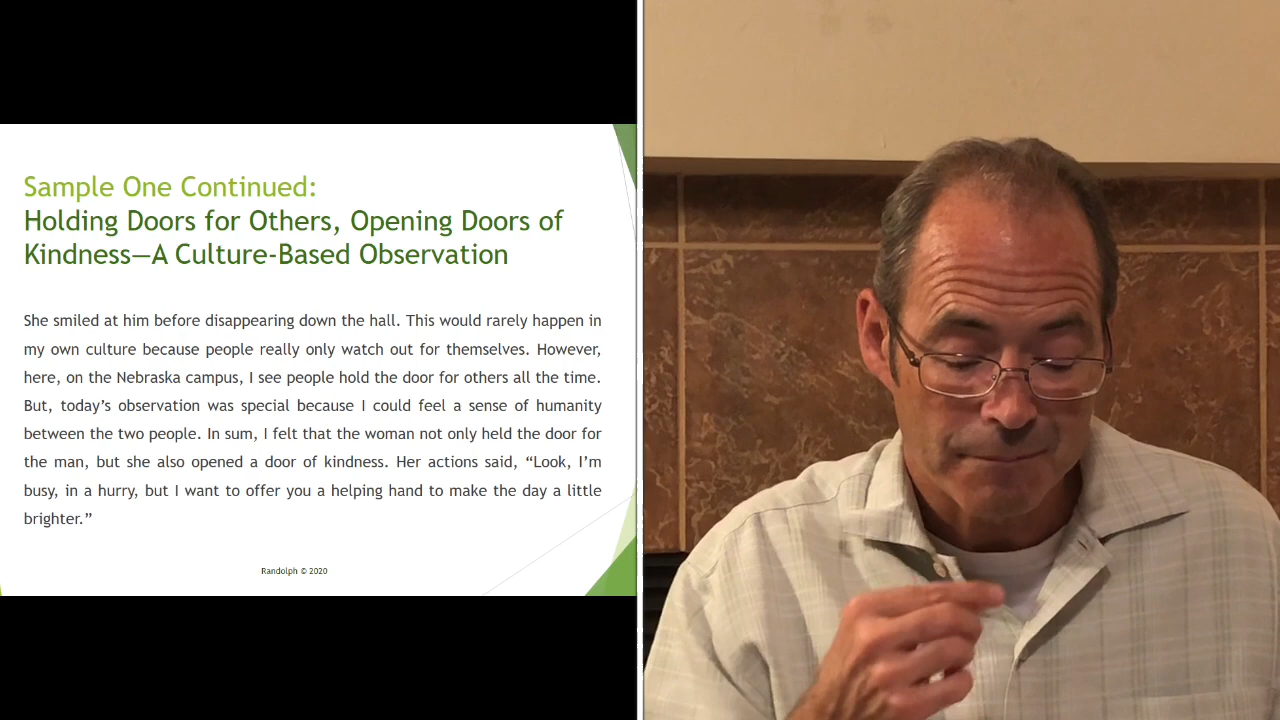 Sample One Continued:
Holding Doors for Others, Opening Doors of
Kindness—A Culture-Based Observation
She smiled at him before disappearing down the hall. This would rarely happen in
my own culture because people really only watch out for themselves. However,
here, on the Nebraska campus, I see people hold the door for others all the time.
But, today’s observation was special because I could feel a sense of humanity
between the two people. In sum, I felt that the woman not only held the door for
the man, but she also opened a door of kindness. Her actions said, “Look, I’m
busy, in a hurry, but I want to offer you a helping hand to make the day a little
brighter.”
Randolph © 2020